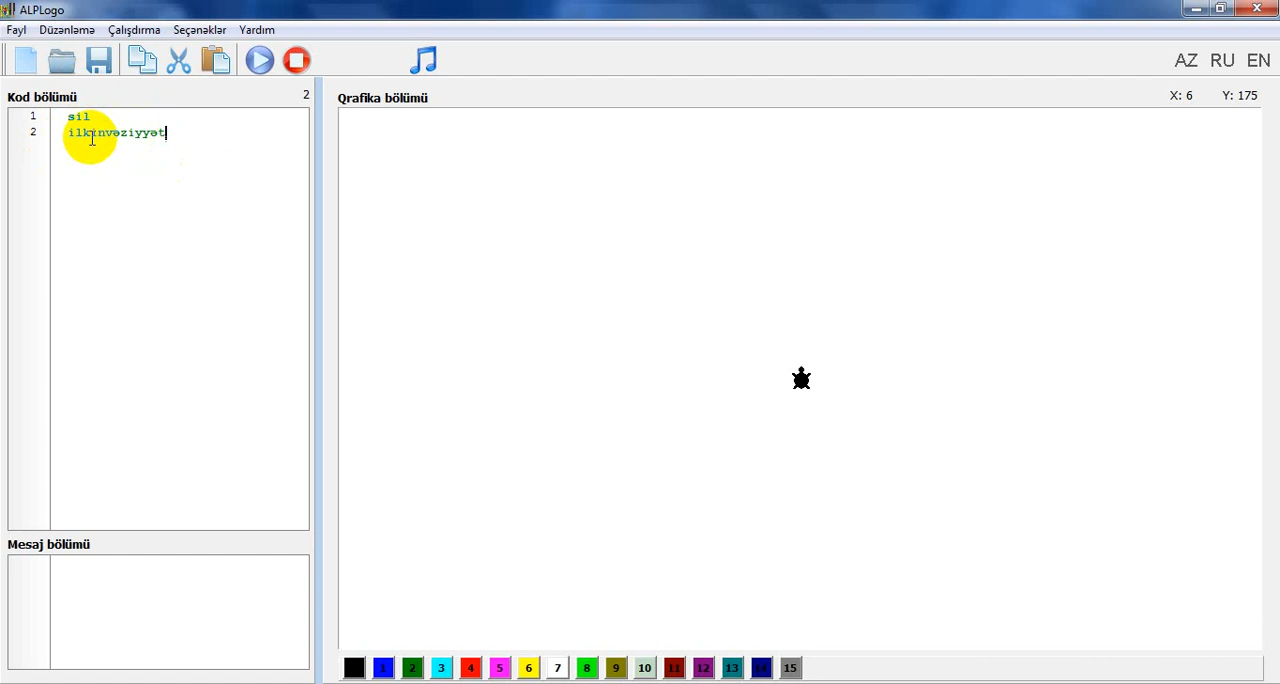 ALPLogo
Fayl Düzənləmə Çalışdırma Seçənəklər Yardım
AZ RU EN
Kod bölümü 2
1 sil
2 ilkinvəziyyət
Mesaj bölümü
Qrafika bölümü X: 6 Y: 175
1 2 3 4 5 6 7 8 9 10 11 12 13 14 15